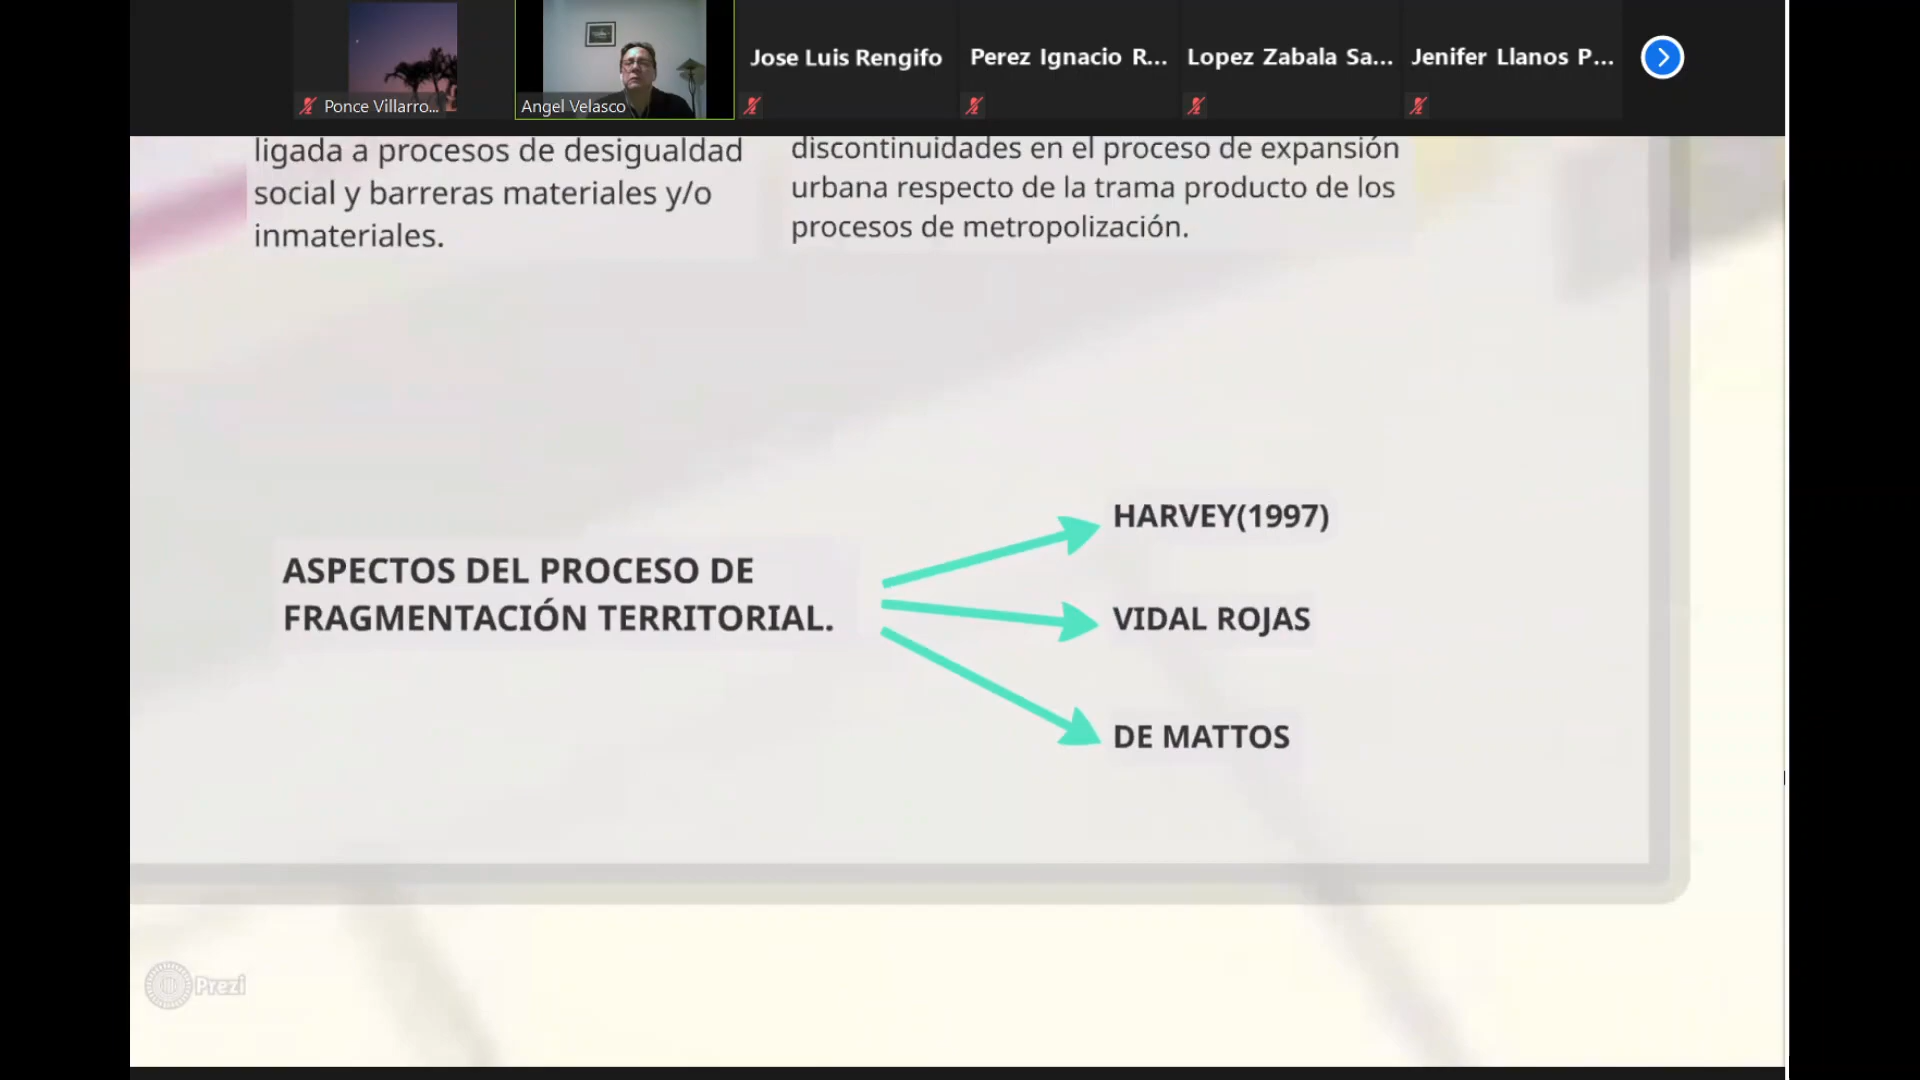 Ponce Villarro...
Angel Velasco
Jose Luis Rengifo
Perez Ignacio R...
Lopez Zabala Sa...
Jenifer Llanos P...
ligada a procesos de desigualdad
social y barreras materiales y/o
inmateriales.
discontinuidades en el proceso de expansión
urbana respecto de la trama producto de los
procesos de metropolización.
ASPECTOS DEL PROCESO DE
FRAGMENTACIÓN TERRITORIAL.
HARVEY(1997)
VIDAL ROJAS
DE MATTOS
Prezi